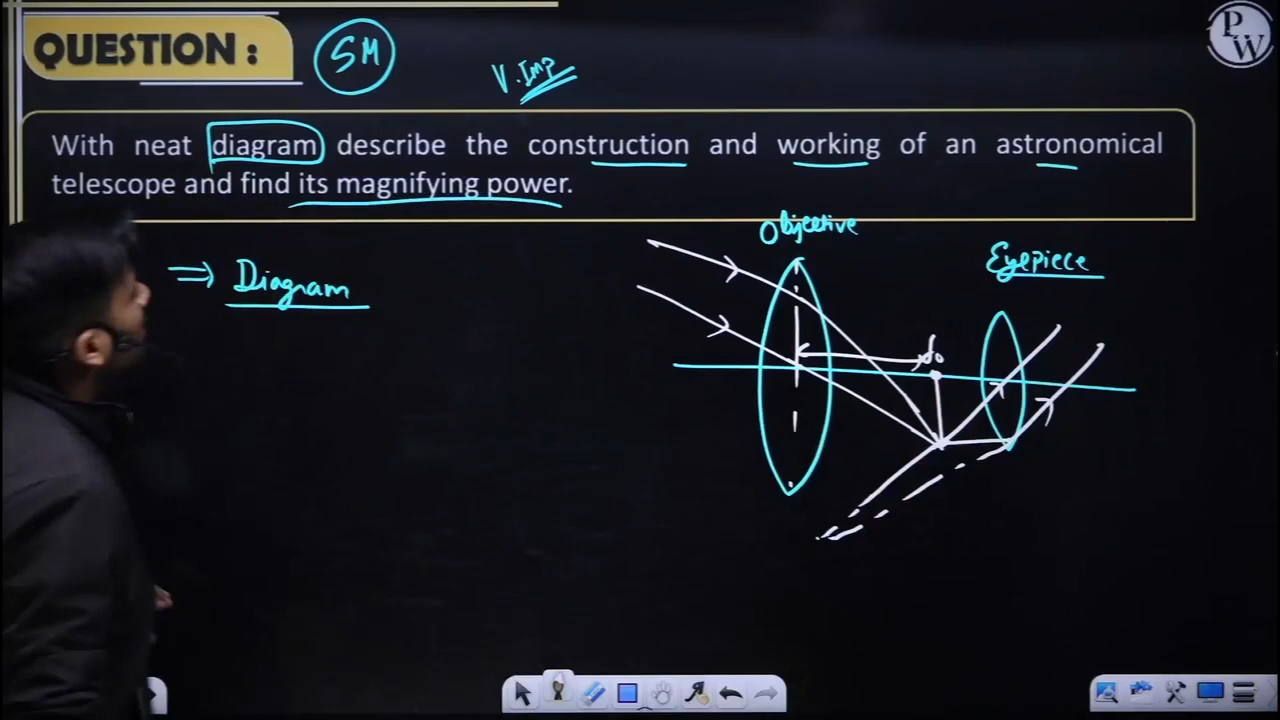 QUESTION :
5M
V. Imp
PW
With neat diagram describe the construction and working of an astronomical
telescope and find its magnifying power.
Objective
Eyepiece
⇒ Diagram
fo